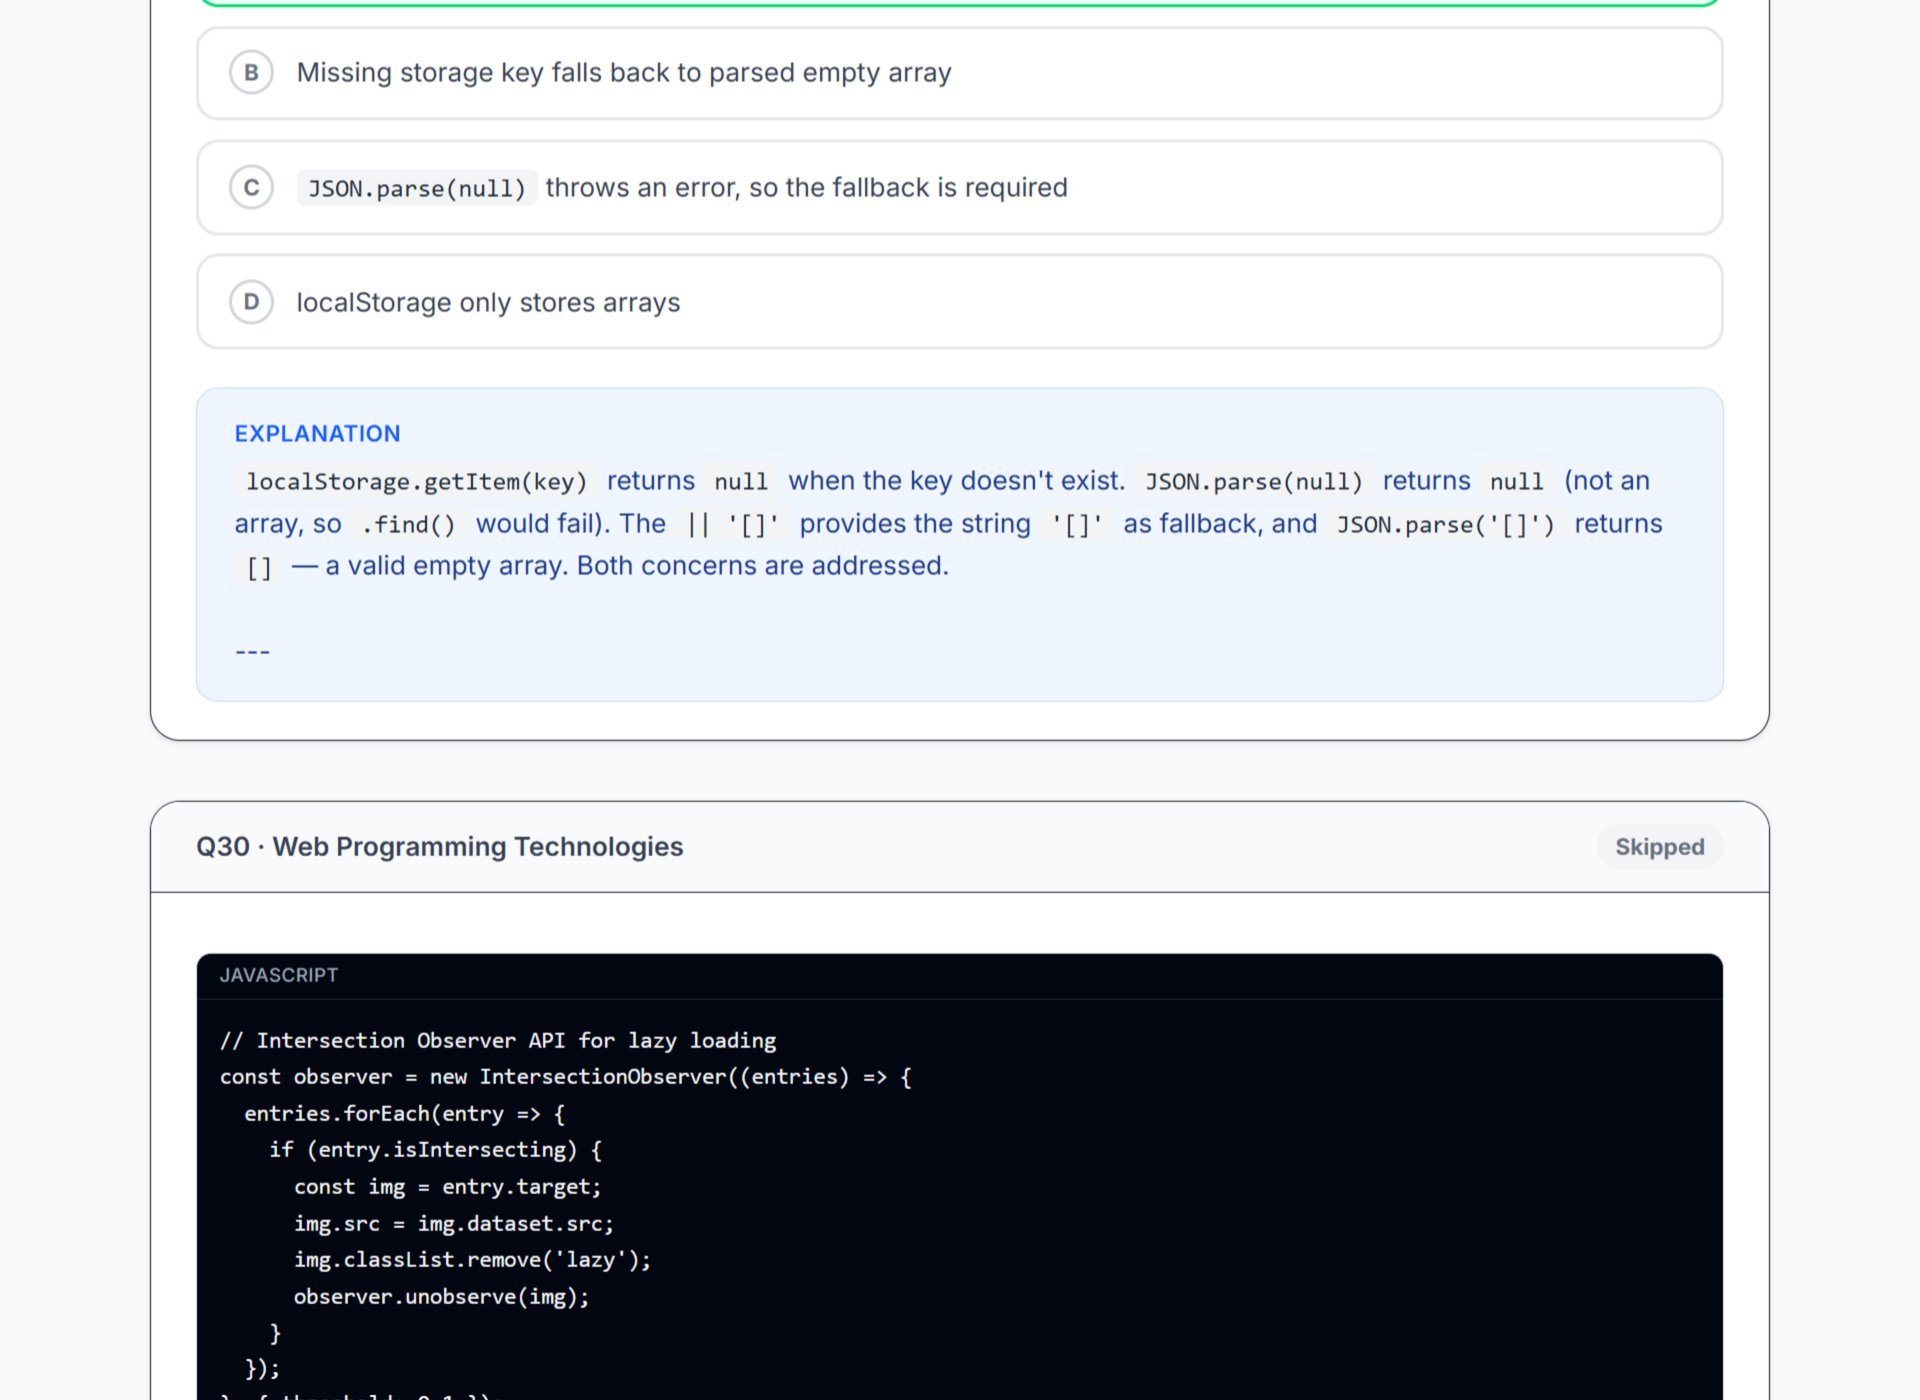 B Missing storage key falls back to parsed empty array
C JSON.parse(null) throws an error, so the fallback is required
D localStorage only stores arrays
EXPLANATION
localStorage.getItem(key) returns null when the key doesn't exist. JSON.parse(null) returns null (not an
array, so .find() would fail). The || '[]' provides the string '[]' as fallback, and JSON.parse('[]') returns
[] — a valid empty array. Both concerns are addressed.
---
Q30 · Web Programming Technologies
Skipped
JAVASCRIPT
// Intersection Observer API for lazy loading
const observer = new IntersectionObserver((entries) => {
entries.forEach(entry => {
if (entry.isIntersecting) {
const img = entry.target;
img.src = img.dataset.src;
img.classList.remove('lazy');
observer.unobserve(img);
}
});